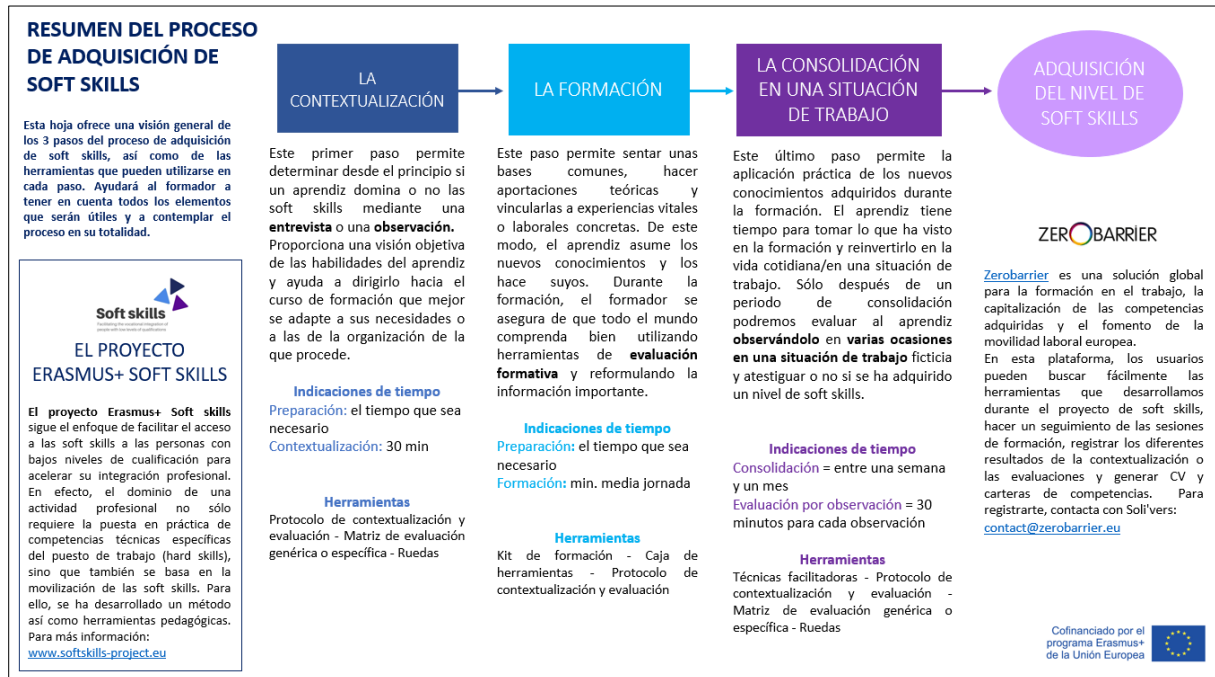 RESUMEN DEL PROCESO
DE ADQUISICIÓN DE
SOFT SKILLS
Esta hoja ofrece una visión general de
los 3 pasos del proceso de adquisición
de soft skills, así como de las
herramientas que pueden utilizarse en
cada paso. Ayudará al formador a
tener en cuenta todos los elementos
que serán útiles y a contemplar el
proceso en su totalidad.
Soft skills
Facilitating the vocational integration of
people with low levels of qualifications
EL PROYECTO
ERASMUS+ SOFT SKILLS
El proyecto Erasmus+ Soft skills
sigue el enfoque de facilitar el acceso
a las soft skills a las personas con
bajos niveles de cualificación para
acelerar su integración profesional.
En efecto, el dominio de una
actividad profesional no sólo
requiere la puesta en práctica de
competencias técnicas específicas
del puesto de trabajo (hard skills),
sino que también se basa en la
movilización de las soft skills. Para
ello, se ha desarrollado un método
así como herramientas pedagógicas.
Para más información:
www.softskills-project.eu
LA
CONTEXTUALIZACIÓN
Este primer paso permite
determinar desde el principio si
un aprendiz domina o no las
soft skills mediante una
entrevista o una observación.
Proporciona una visión objetiva
de las habilidades del aprendiz
y ayuda a dirigirlo hacia el
curso de formación que mejor
se adapte a sus necesidades o
a las de la organización de la
que procede.
Indicaciones de tiempo
Preparación: el tiempo que sea
necesario
Contextualización: 30 min
Herramientas
Protocolo de contextualización y
evaluación - Matriz de evaluación
genérica o específica - Ruedas
LA FORMACIÓN
Este paso permite sentar unas
bases comunes, hacer
aportaciones teóricas y
vincularlas a experiencias vitales
o laborales concretas. De este
modo, el aprendiz asume los
nuevos conocimientos y los
hace suyos. Durante la
formación, el formador se
asegura de que todo el mundo
comprenda bien utilizando
herramientas de evaluación
formativa y reformulando la
información importante.
Indicaciones de tiempo
Preparación: el tiempo que sea
necesario
Formación: min. media jornada
Herramientas
Kit de formación - Caja de
herramientas - Protocolo de
contextualización y evaluación
LA CONSOLIDACIÓN
EN UNA SITUACIÓN
DE TRABAJO
Este último paso permite la
aplicación práctica de los nuevos
conocimientos adquiridos durante
la formación. El aprendiz tiene
tiempo para tomar lo que ha visto
en la formación y reinvertirlo en la
vida cotidiana/en una situación de
trabajo. Sólo después de un
periodo de consolidación
podremos evaluar al aprendiz
observándolo en varias ocasiones
en una situación de trabajo ficticia
y atestiguar o no si se ha adquirido
un nivel de soft skills.
Indicaciones de tiempo
Consolidación = entre una semana
y un mes
Evaluación por observación = 30
minutos para cada observación
Herramientas
Técnicas facilitadoras - Protocolo de
contextualización y evaluación -
Matriz de evaluación genérica o
específica - Ruedas
ADQUISICIÓN
DEL NIVEL DE
SOFT SKILLS
ZEROBARRIER
Zerobarrier es una solución global
para la formación en el trabajo, la
capitalización de las competencias
adquiridas y el fomento de la
movilidad laboral europea.
En esta plataforma, los usuarios
pueden buscar fácilmente las
herramientas que desarrollamos
durante el proyecto de soft skills,
hacer un seguimiento de las sesiones
de formación, registrar los diferentes
resultados de la contextualización o
las evaluaciones y generar CV y
carteras de competencias. Para
registrarte, contacta con Soli'vers:
contact@zerobarrier.eu
Cofinanciado por el
programa Erasmus+
de la Unión Europea